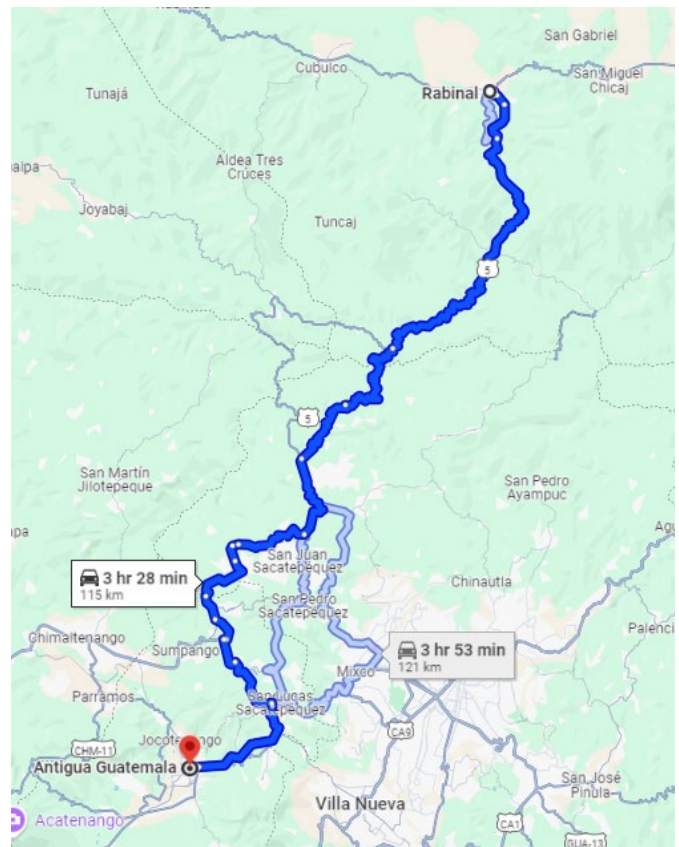 San Gabriel
Cubulco
San Miguel
Chicaj
Rabinal
Tunajá
Aldea Tres
Crúces
Joyabaj
Tuncaj
5
5
San Martín
Jilotepeque
San Pedro
Ayampuc
San Juan
Sacatepéquez
3 hr 28 min
115 km
Chinautla
San Pedro
Sacatepéquez
Chimaltenango
Sumpango
3 hr 53 min
121 km
Mixco
Palenci
Parramos
San Lucas
Sacatepéquez
CA9
CHM-11
Jocotenango
Antigua Guatemala
San José
Pinula
Villa Nueva
Acatenango
CA1
GUA-13